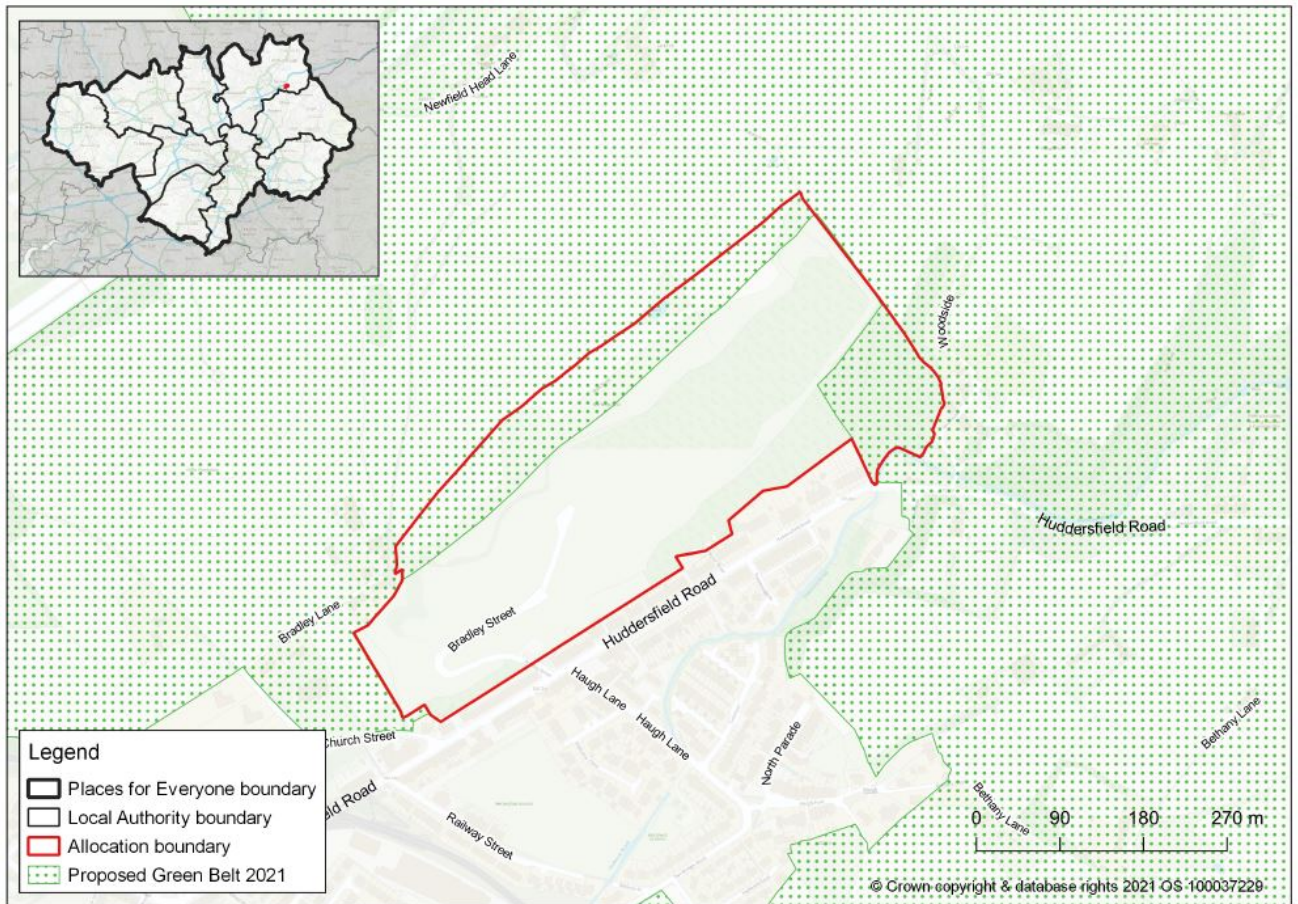 Newfield Head Lane
Woodside
Huddersfield Road
Bradley Lane
Bradley Street
Huddersfield Road
Haugh Lane
Haugh Lane
North Parade
Bethany Lane
Bethany Lane
Church Street
eld Road
Railway Street
Legend
Places for Everyone boundary
Local Authority boundary
Allocation boundary
Proposed Green Belt 2021
0 90 180 270 m
© Crown copyright & database rights 2021 OS 100037229